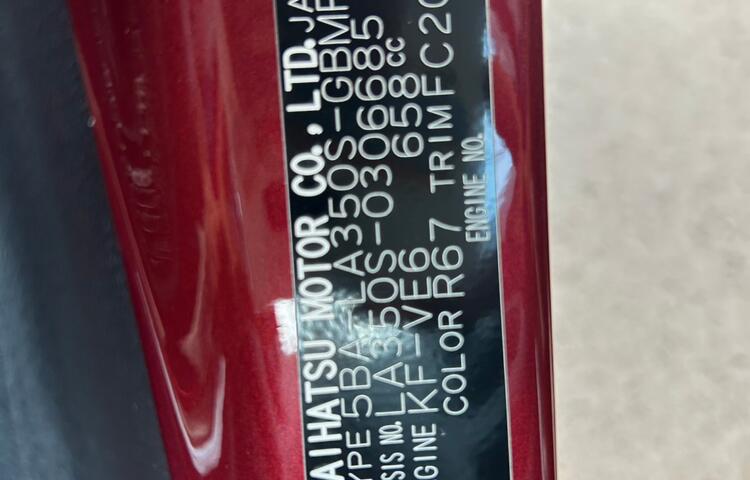 AIHATSU MOTOR CO., LTD. JA
YPE 5BA-LA350S-GBMF
SIS NO. LA350S-0306685
GINE KF-VE6 658cc
COLOR R67 TRIM FC20
ENGINE NO.